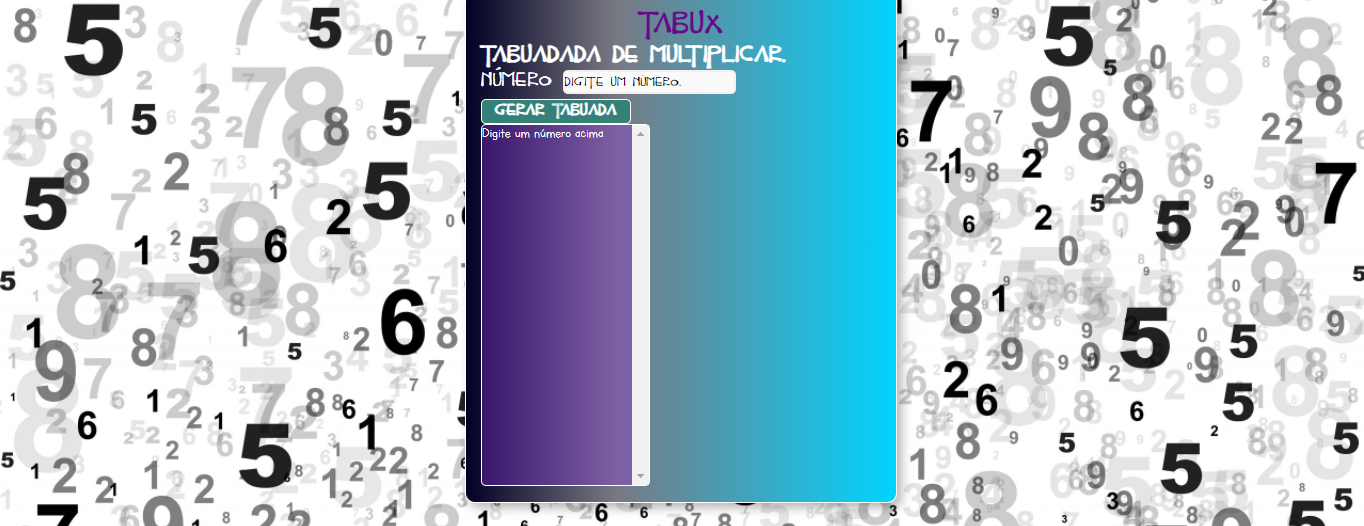 TABUX
TABUADADA DE MULTIPLICAR.
NÚMERO DIGITE UM NÚMERO.
GERAR TABUADA
Digite um número acima